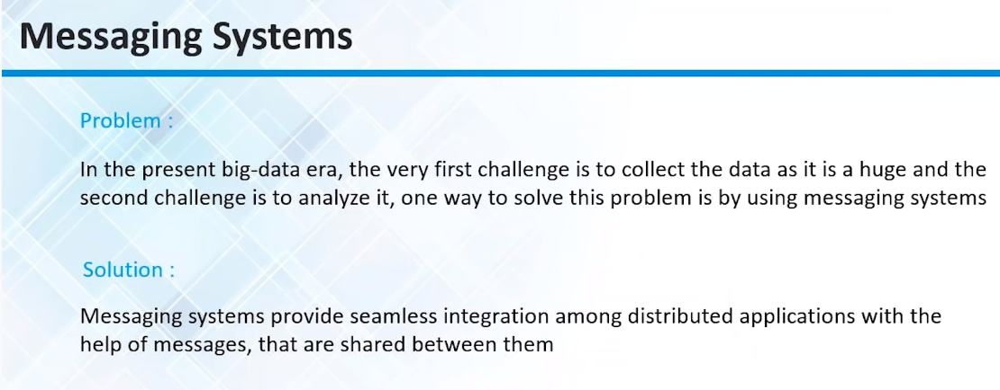 Messaging Systems
Problem :
In the present big-data era, the very first challenge is to collect the data as it is a huge and the
second challenge is to analyze it, one way to solve this problem is by using messaging systems
Solution :
Messaging systems provide seamless integration among distributed applications with the
help of messages, that are shared between them